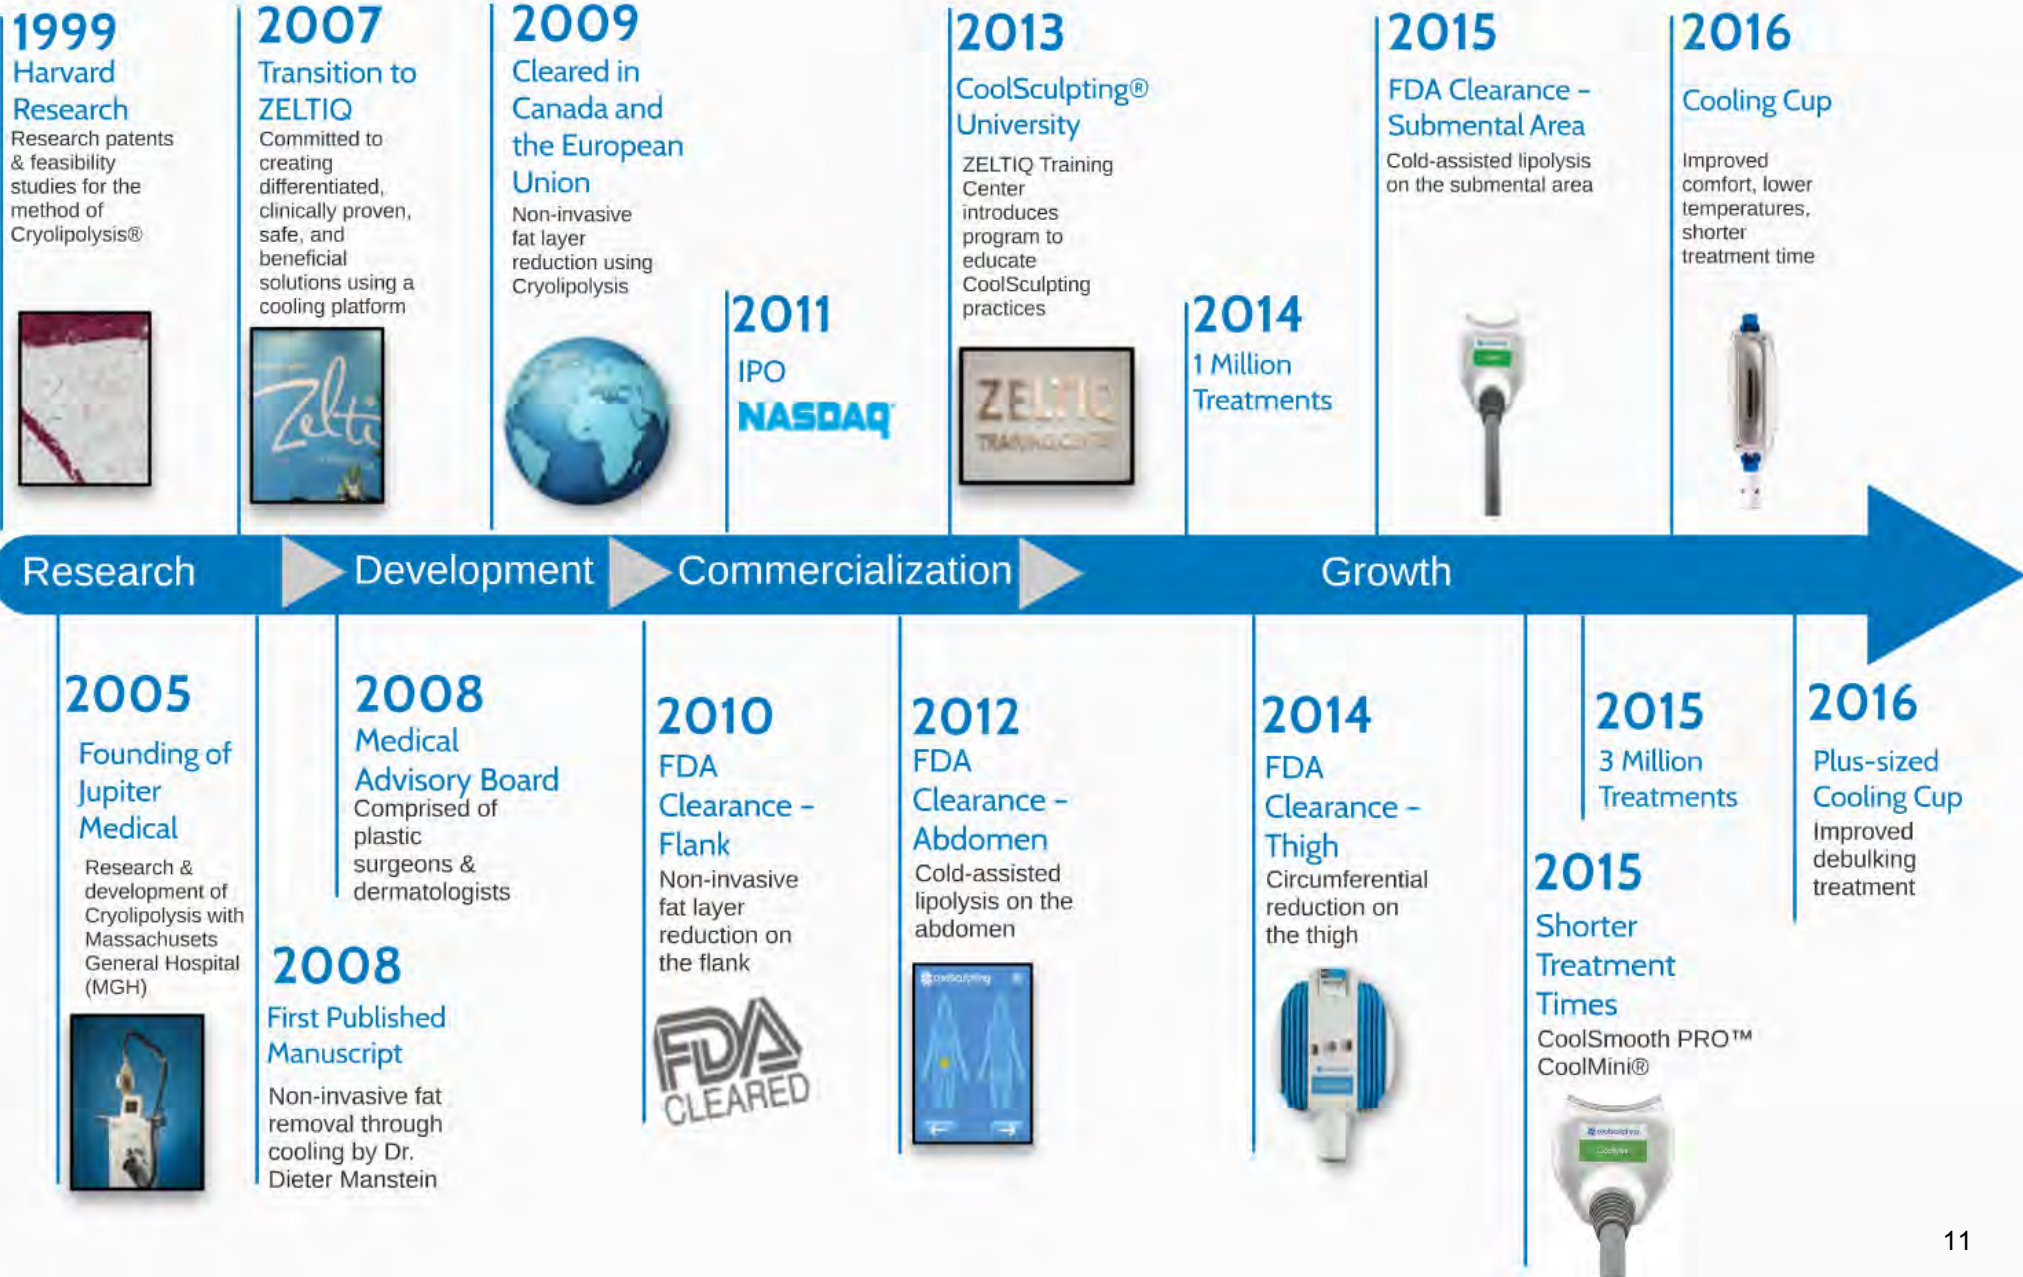 1999
Harvard
Research
Research patents
& feasibility
studies for the
method of
Cryolipolysis®
2007
Transition to
ZELTIQ
Committed to
creating
differentiated,
clinically proven,
safe, and
beneficial
solutions using a
cooling platform
Zelti
2009
Cleared in
Canada and
the European
Union
Non-invasive
fat layer
reduction using
Cryolipolysis
2011
IPO
NASDAQ
2013
CoolSculpting®
University
ZELTIQ Training
Center
introduces
program to
educate
CoolSculpting
practices
ZELTIQ
TRAINING CENTER
2014
1 Million
Treatments
2015
FDA Clearance –
Submental Area
Cold-assisted lipolysis
on the submental area
2016
Cooling Cup
Improved
comfort, lower
temperatures,
shorter
treatment time
Research
Development
Commercialization
Growth
2005
Founding of
Jupiter
Medical
Research &
development of
Cryolipolysis with
Massachusets
General Hospital
(MGH)
2008
First Published
Manuscript
Non-invasive fat
removal through
cooling by Dr.
Dieter Manstein
2008
Medical
Advisory Board
Comprised of
plastic
surgeons &
dermatologists
2010
FDA
Clearance –
Flank
Non-invasive
fat layer
reduction on
the flank
FDA
CLEARED
2012
FDA
Clearance –
Abdomen
Cold-assisted
lipolysis on the
abdomen
coolsculpting
2014
FDA
Clearance –
Thigh
Circumferential
reduction on
the thigh
2015
Shorter
Treatment
Times
CoolSmooth PRO™
CoolMini®
coolsculpting
2015
3 Million
Treatments
2016
Plus-sized
Cooling Cup
Improved
debulking
treatment
11